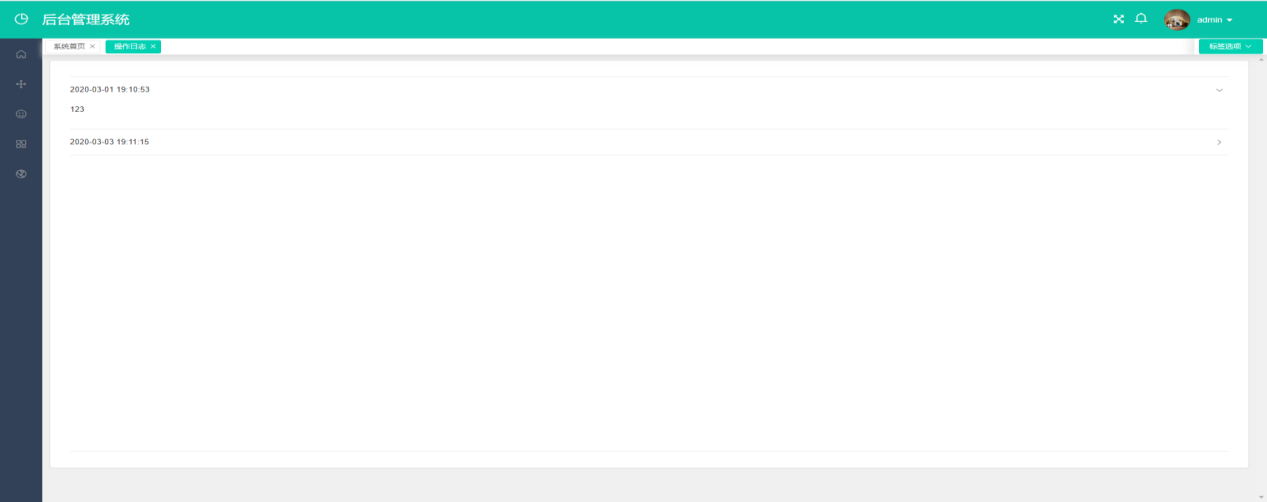 后台管理系统
admin
系统首页 ×
操作日志 ×
标签选项
2020-03-01 19:10:53
123
2020-03-03 19:11:15